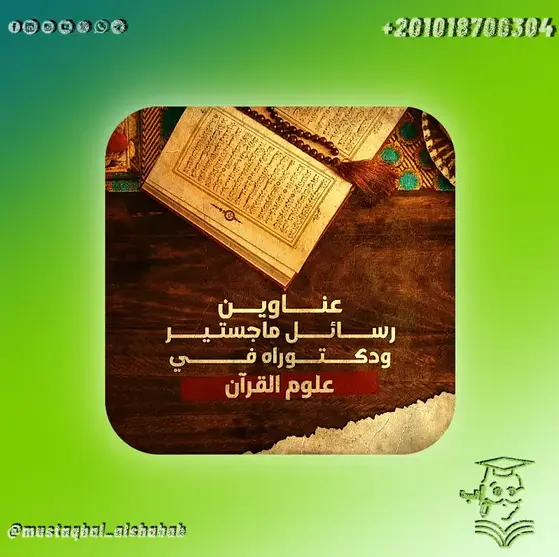 +201018706304
عناوين
رسائل ماجستير
ودكتوراه في
علوم القرآن
@mustaqbal_alshabab